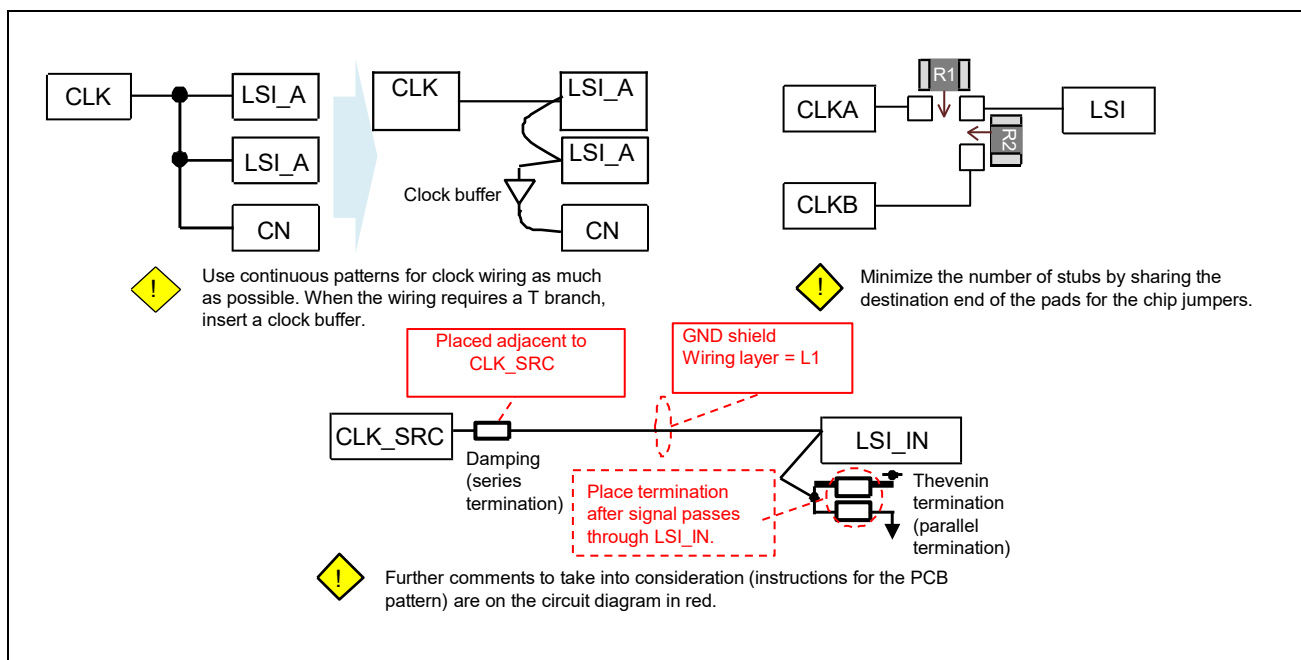 CLK
LSI_A
LSI_A
CN
CLK
LSI_A
LSI_A
Clock buffer
CN
R1
CLKA
LSI
R2
CLKB
! Use continuous patterns for clock wiring as much
as possible. When the wiring requires a T branch,
insert a clock buffer.
! Minimize the number of stubs by sharing the
destination end of the pads for the chip jumpers.
Placed adjacent to
CLK_SRC
GND shield
Wiring layer = L1
CLK_SRC
LSI_IN
Damping
(series
termination)
Place termination
after signal passes
through LSI_IN.
Thevenin
termination
(parallel
termination)
! Further comments to take into consideration (instructions for the PCB
pattern) are on the circuit diagram in red.